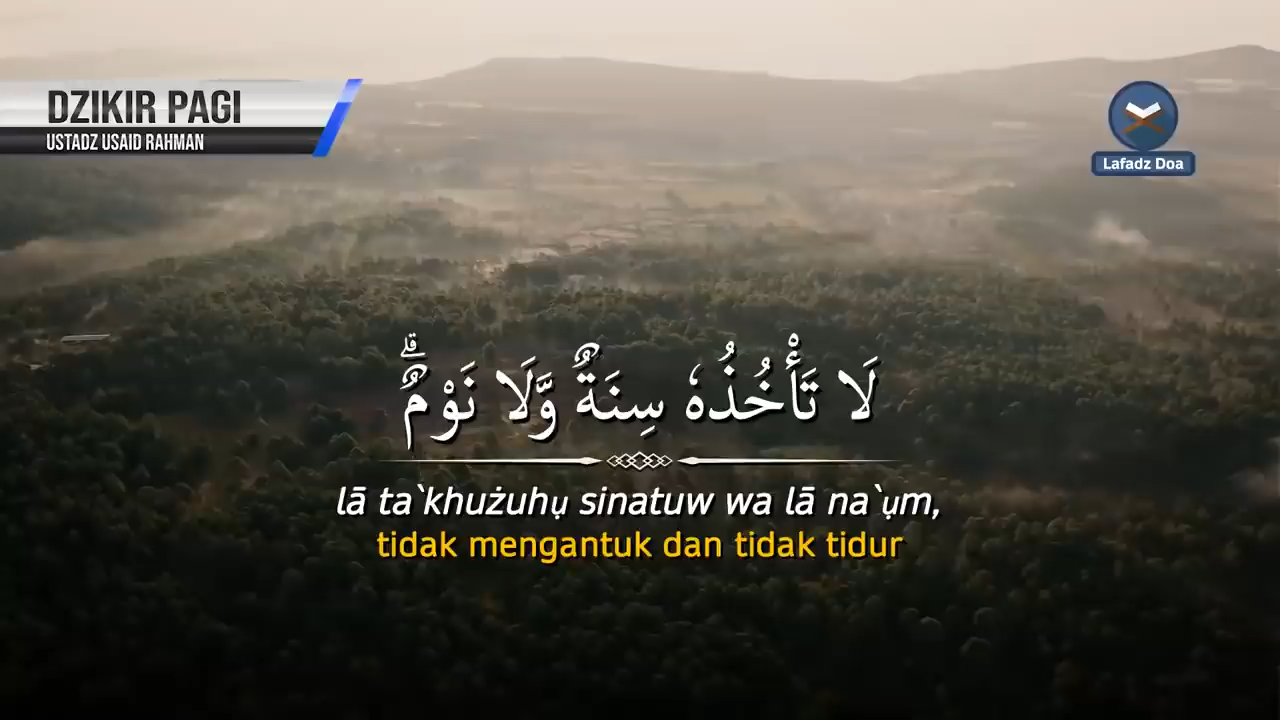 DZIKIR PAGI
USTADZ USAID RAHMAN
Lafadz Doa
لَا تَأْخُذُهٗ سِنَةٌ وَّلَا نَوْمٌۗ
lā ta`khużuhụ sinatuw wa lā na`ụm,
tidak mengantuk dan tidak tidur